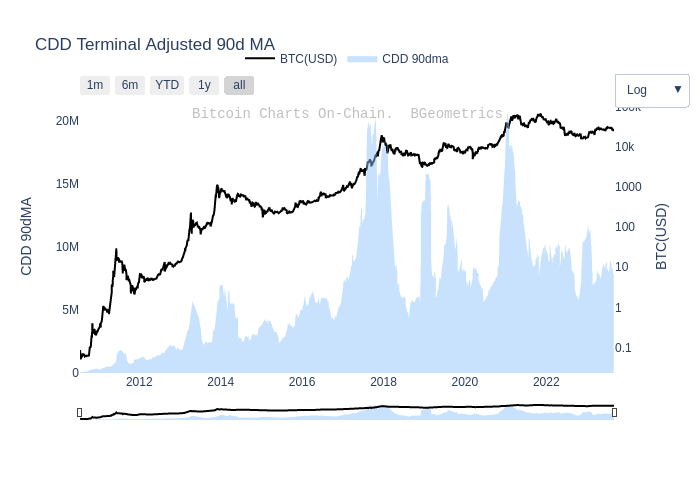 CDD Terminal Adjusted 90d MA
BTC(USD) CDD 90dma
1m 6m YTD 1y all
Log ▼
Bitcoin Charts On-Chain. BGeometrics
100k
20M
10k
15M
1000
CDD 90dMA
BTC(USD)
100
10M
10
5M
1
0.1
0
2012 2014 2016 2018 2020 2022